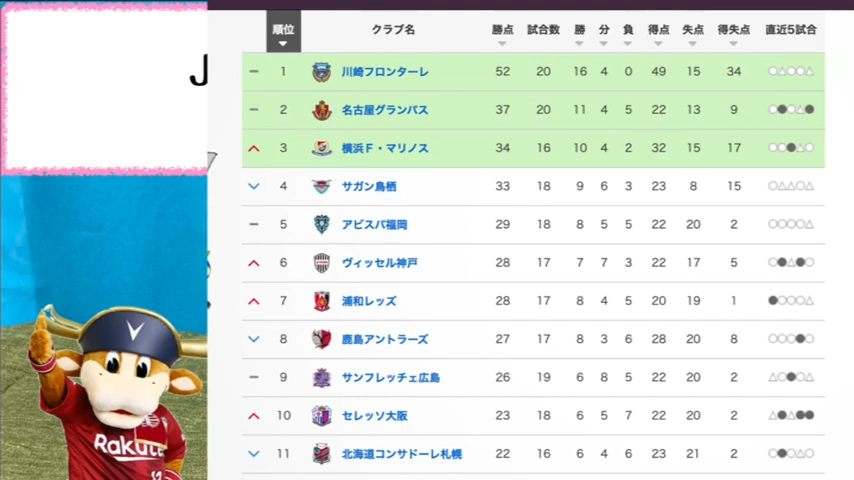 J
順位 クラブ名 勝点 試合数 勝 分 負 得点 失点 得失点 直近5試合
1 川崎フロンターレ 52 20 16 4 0 49 15 34 ○△○○△
2 名古屋グランパス 37 20 11 4 5 22 13 9 ○●○△●
3 横浜F・マリノス 34 16 10 4 2 32 15 17 ○○●△○
4 サガン鳥栖 33 18 9 6 3 23 8 15 ○△△○△
5 アビスパ福岡 29 18 8 5 5 22 20 2 ○○○○△
6 ヴィッセル神戸 28 17 7 7 3 22 17 5 ○●△●○
7 浦和レッズ 28 17 8 4 5 20 19 1 ●○○○△
8 鹿島アントラーズ 27 17 8 3 6 28 20 8 ○○○●○
9 サンフレッチェ広島 26 19 6 8 5 22 20 2 △○●○△
10 セレッソ大阪 23 18 6 5 7 22 20 2 △●△●●
11 北海道コンサドーレ札幌 22 16 6 4 6 23 21 2 ○●○△○
Rakuten